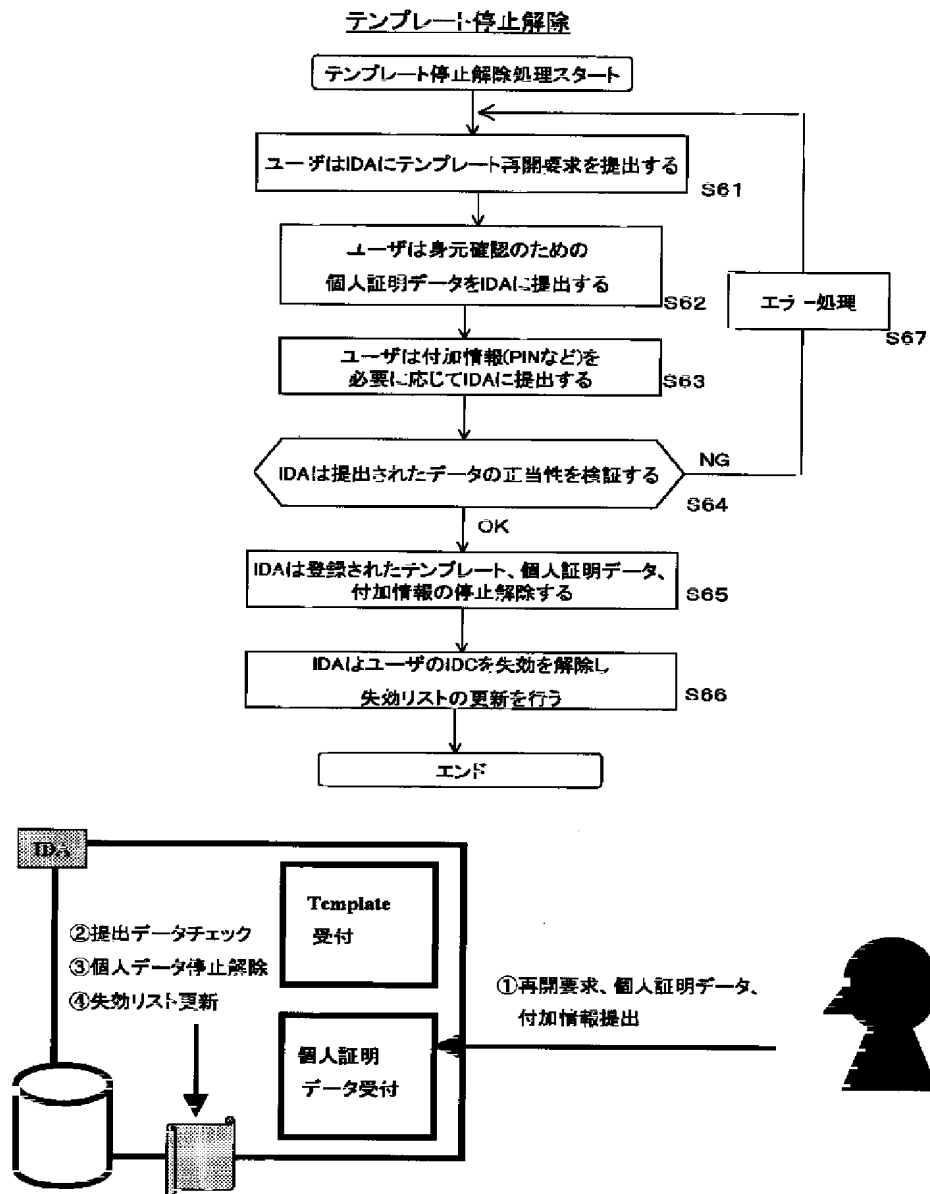 テンプレート停止解除
テンプレート停止解除処理スタート
ユーザはIDAにテンプレート再開要求を提出する
S61
ユーザは身元確認のための
個人証明データをIDAに提出する
S62
エラー処理
S67
ユーザは付加情報(PINなど)を
必要に応じてIDAに提出する
S63
IDAは提出されたデータの正当性を検証する
NG
S64
OK
IDAは登録されたテンプレート、個人証明データ、
付加情報の停止解除する
S65
IDAはユーザのIDCを失効を解除し
失効リストの更新を行う
S66
エンド
IDA
Template
受付
②提出データチェック
③個人データ停止解除
④失効リスト更新
①再開要求、個人証明データ、
付加情報提出
個人証明
データ受付